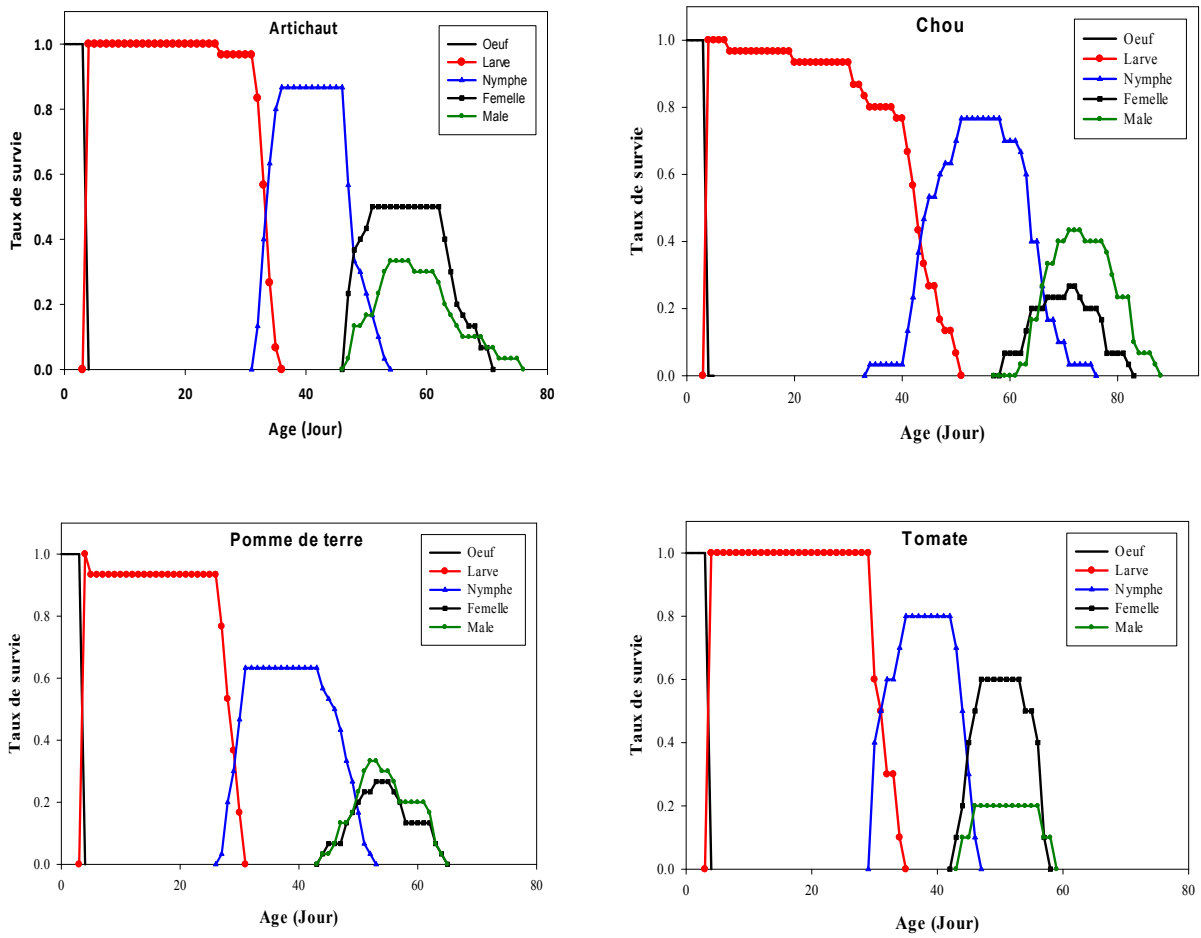 Artichaut
Oeuf
Larve
Nymphe
Femelle
Male
Taux de survie
1.0
0.8
0.6
0.4
0.2
0.0
0 20 40 60 80
Age (Jour)
Chou
Oeuf
Larve
Nymphe
Femelle
Male
Taux de survie
1.0
0.8
0.6
0.4
0.2
0.0
0 20 40 60 80
Age (Jour)
Pomme de terre
Oeuf
Larve
Nymphe
Femelle
Male
Taux de survie
1.0
0.8
0.6
0.4
0.2
0.0
0 20 40 60 80
Age (Jour)
Tomate
Oeuf
Larve
Nymphe
Femelle
Male
Taux de survie
1.0
0.8
0.6
0.4
0.2
0.0
0 20 40 60 80
Age (Jour)